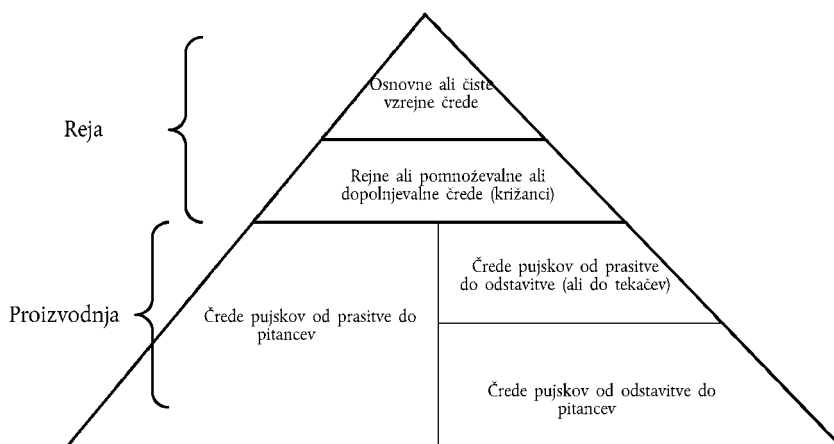 Osnovne ali čiste
vzrejne črede
Reja
Rejne ali pomnoževalne ali
dopolnjevalne črede (križanci)
Črede pujskov od prasitve
do odstavitve (ali do tekačev)
Proizvodnja
Črede pujskov od prasitve do
pitancev
Črede pujskov od odstavitve do
pitancev